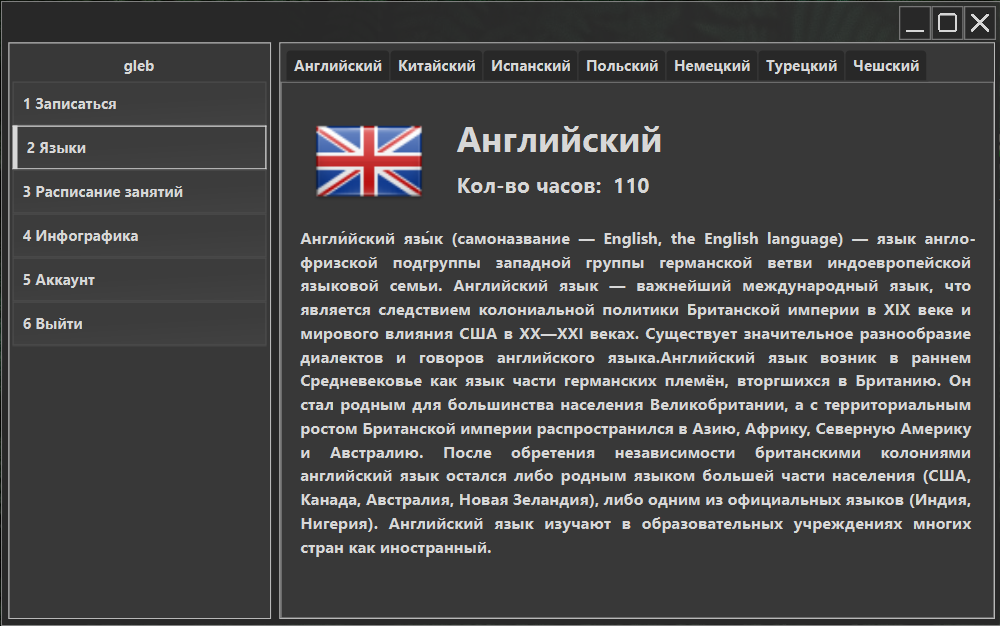 gleb
1 Записаться
2 Языки
3 Расписание занятий
4 Инфографика
5 Аккаунт
6 Выйти
Английский Китайский Испанский Польский Немецкий Турецкий Чешский
Английский
Кол-во часов: 110
Англи́йский язы́к (самоназвание — English, the English language) — язык англо-
фризской подгруппы западной группы германской ветви индоевропейской
языковой семьи. Английский язык — важнейший международный язык, что
является следствием колониальной политики Британской империи в XIX веке и
мирового влияния США в XX—XXI веках. Существует значительное разнообразие
диалектов и говоров английского языка.Английский язык возник в раннем
Средневековье как язык части германских племён, вторгшихся в Британию. Он
стал родным для большинства населения Великобритании, а с территориальным
ростом Британской империи распространился в Азию, Африку, Северную Америку
и Австралию. После обретения независимости британскими колониями
английский язык остался либо родным языком большей части населения (США,
Канада, Австралия, Новая Зеландия), либо одним из официальных языков (Индия,
Нигерия). Английский язык изучают в образовательных учреждениях многих
стран как иностранный.